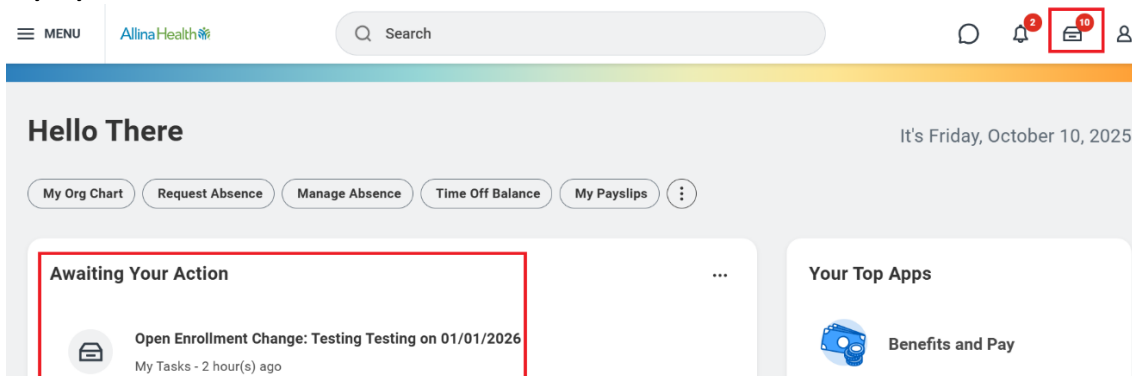 MENU
AllinaHealth
Search
2
10
Hello There
It's Friday, October 10, 2025
My Org Chart
Request Absence
Manage Absence
Time Off Balance
My Payslips
Awaiting Your Action
Your Top Apps
Open Enrollment Change: Testing Testing on 01/01/2026
My Tasks - 2 hour(s) ago
Benefits and Pay